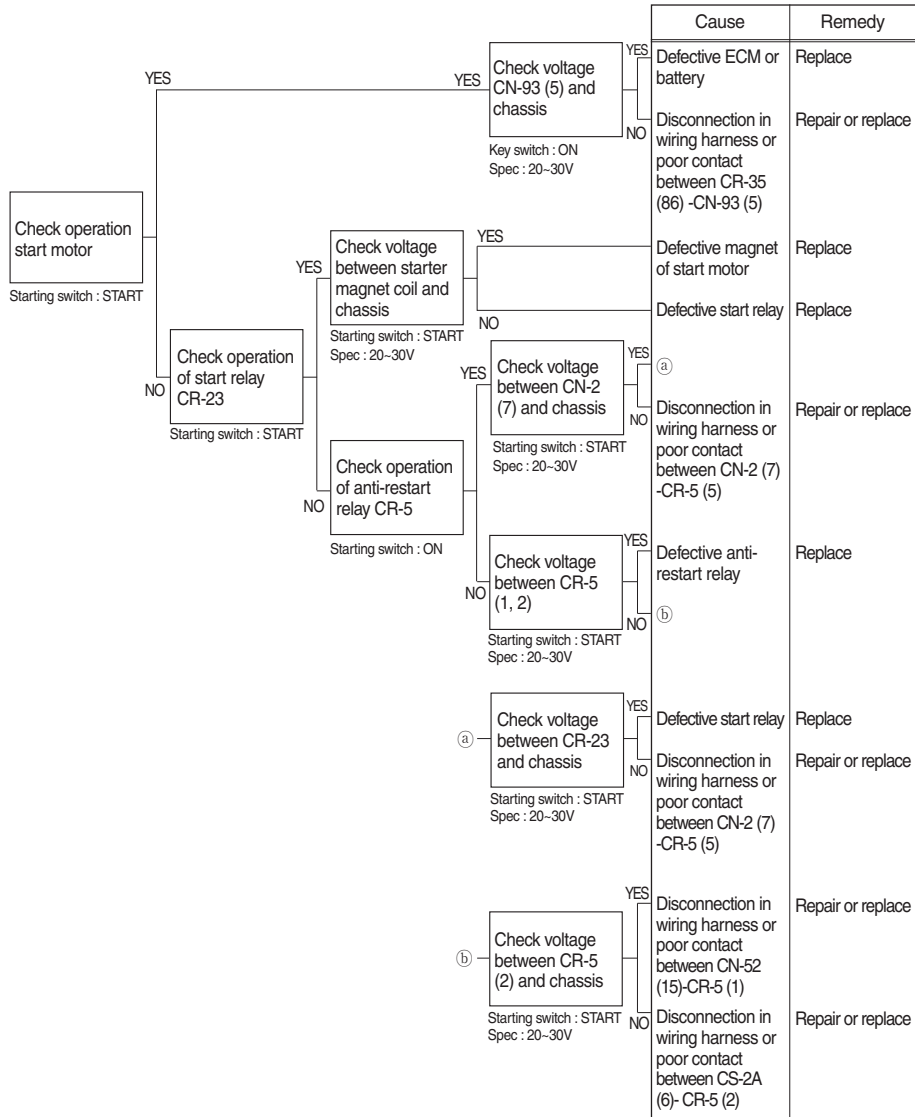 Cause
Remedy
YES
YES
Check voltage
CN-93 (5) and
chassis
Key switch : ON
Spec : 20~30V
YES
Defective ECM or
battery
Replace
NO
Disconnection in
wiring harness or
poor contact
between CR-35
(86) -CN-93 (5)
Repair or replace
Check operation
start motor
Starting switch : START
NO
Check operation
of start relay
CR-23
Starting switch : START
YES
Check voltage
between starter
magnet coil and
chassis
Starting switch : START
Spec : 20~30V
YES
Defective magnet
of start motor
Replace
NO
Defective start relay
Replace
NO
Check operation
of anti-restart
relay CR-5
Starting switch : ON
YES
Check voltage
between CN-2
(7) and chassis
Starting switch : START
Spec : 20~30V
YES
ⓐ
NO
Disconnection in
wiring harness or
poor contact
between CN-2 (7)
-CR-5 (5)
Repair or replace
NO
Check voltage
between CR-5
(1, 2)
Starting switch : START
Spec : 20~30V
YES
Defective anti-
restart relay
Replace
NO
ⓑ
ⓐ
Check voltage
between CR-23
and chassis
Starting switch : START
Spec : 20~30V
YES
Defective start relay
Replace
NO
Disconnection in
wiring harness or
poor contact
between CN-2 (7)
-CR-5 (5)
Repair or replace
ⓑ
Check voltage
between CR-5
(2) and chassis
Starting switch : START
Spec : 20~30V
YES
Disconnection in
wiring harness or
poor contact
between CN-52
(15)-CR-5 (1)
Repair or replace
NO
Disconnection in
wiring harness or
poor contact
between CS-2A
(6)- CR-5 (2)
Repair or replace